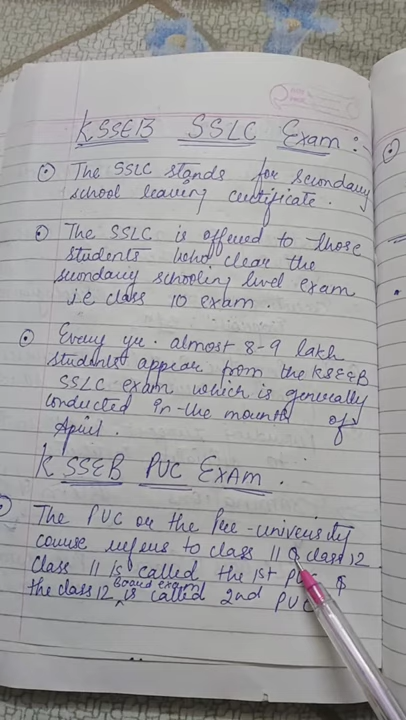 KSSEB SSLC Exam :-
The SSLC stands for secondary
school leaving certificate.
The SSLC is offered to those
students who clear the
secondary schooling level exam
i.e class 10 exam.
Every yr. almost 8-9 lakh
students appear from the KSEEB
SSLC exam which is generally
conducted in the mounth of
April.
KSSEB PUC EXAM.
The PUC or the Pre-university
course refers to class 11 & class 12
class 11 is called the 1st PU &
board exam
the class 12 is called 2nd PUC